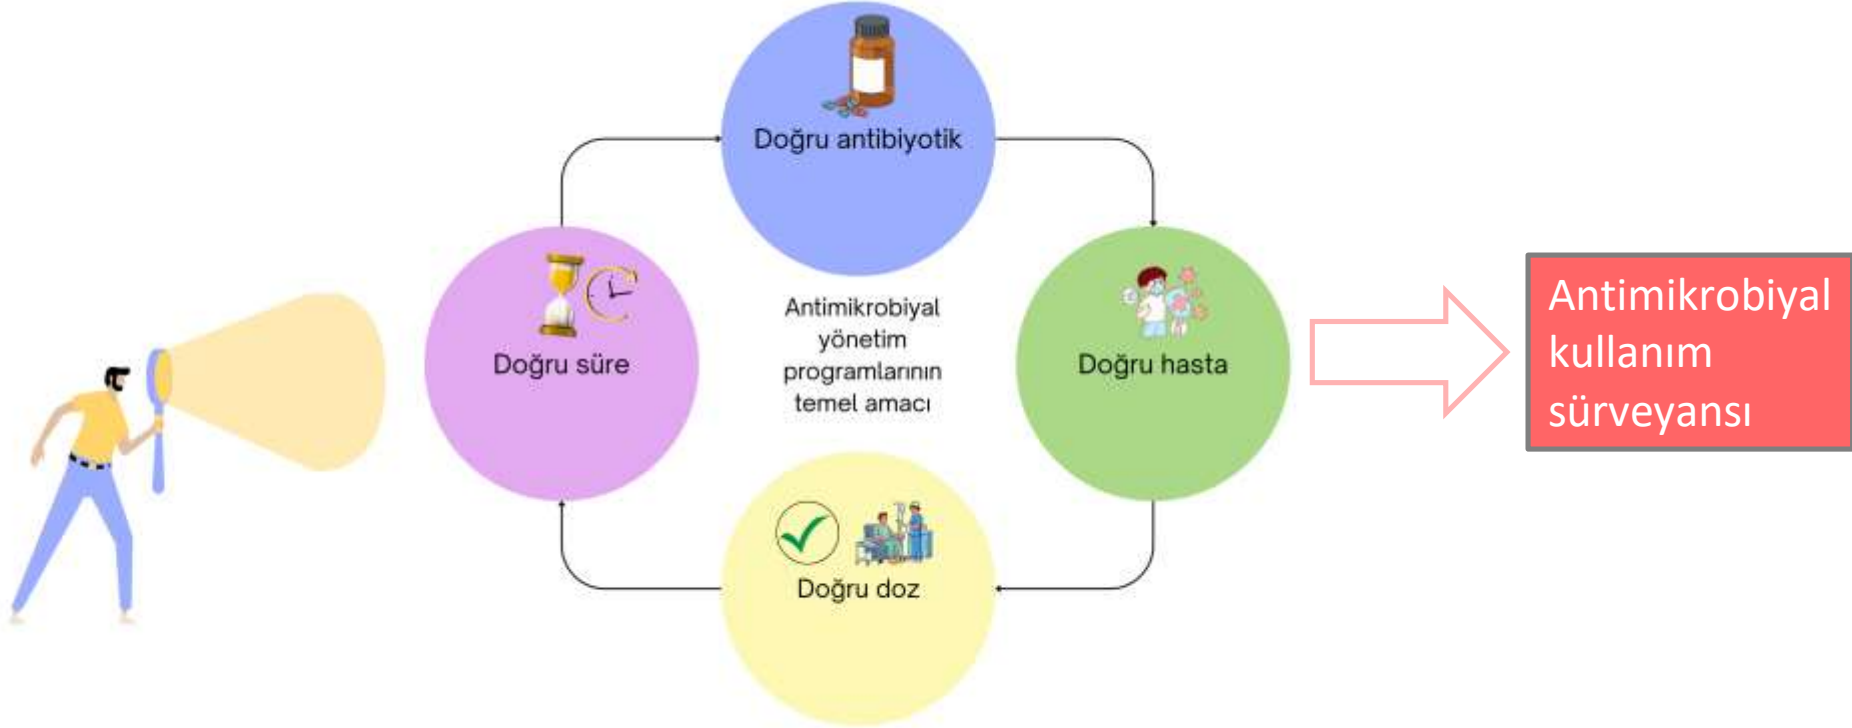 Doğru antibiyotik
Doğru süre
Antimikrobiyal
yönetim
programlarının
temel amacı
Doğru hasta
Doğru doz
Antimikrobiyal
kullanım
sürveyansı